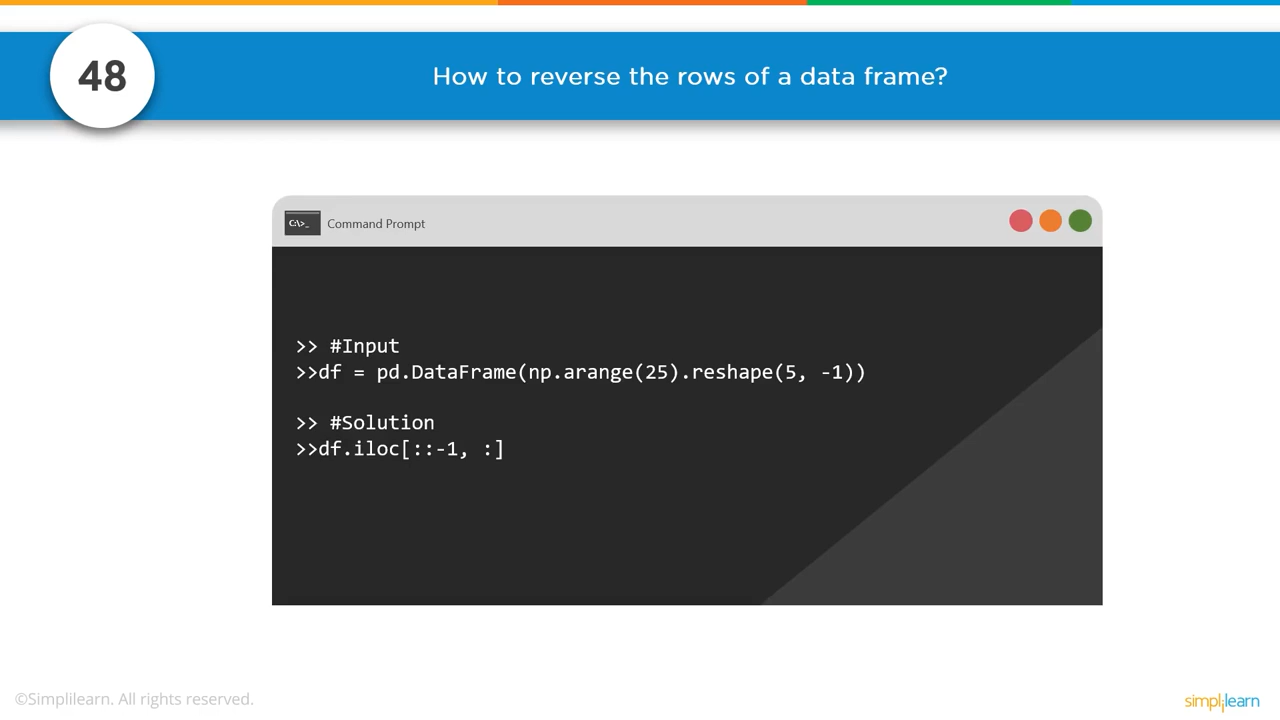 48
How to reverse the rows of a data frame?
C:\>_
Command Prompt
>> #Input
>>df = pd.DataFrame(np.arange(25).reshape(5, -1))
>> #Solution
>>df.iloc[::-1, :]
©Simplilearn. All rights reserved.
simplilearn